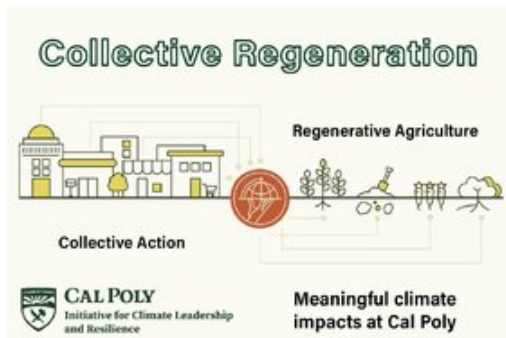 Collective Regeneration
Regenerative Agriculture
Collective Action
CAL POLY
Initiative for Climate Leadership
and Resilience
Meaningful climate
impacts at Cal Poly